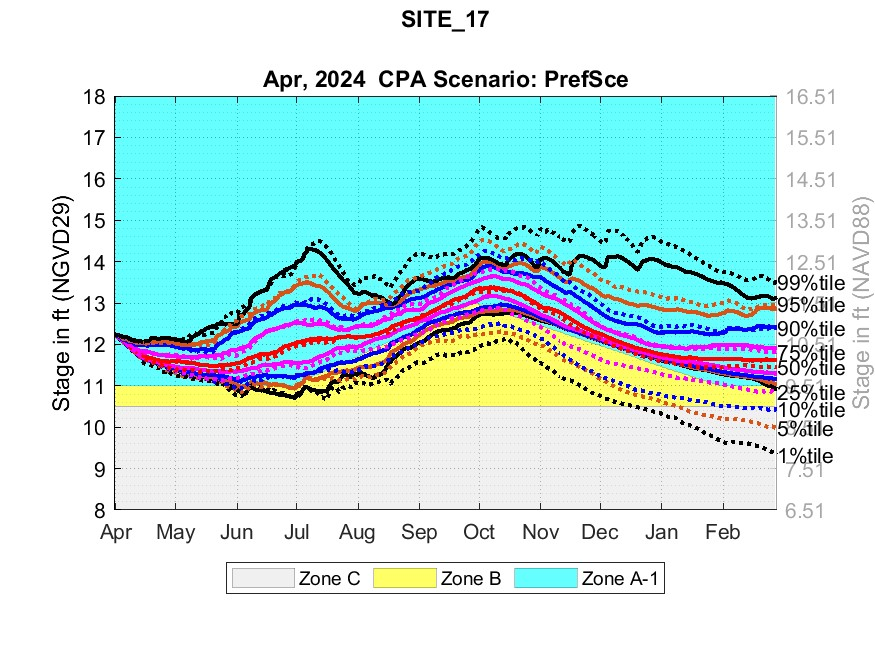 SITE_17
Apr, 2024  CPA Scenario: PrefSce
18
17
16
15
14
13
12
11
10
9
8
Stage in ft (NGVD29)
16.51
15.51
14.51
13.51
12.51
10.51
7.51
6.51
Stage in ft (NAVD88)
99%tile
95%tile
90%tile
75%tile
50%tile
25%tile
10%tile
5%tile
1%tile
Apr May Jun Jul Aug Sep Oct Nov Dec Jan Feb
Zone C Zone B Zone A-1